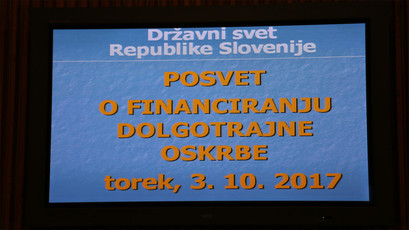 Državni svet
Republike Slovenije
POSVET
O FINANCIRANJU
DOLGOTRAJNE
OSKRBE
torek, 3. 10. 2017